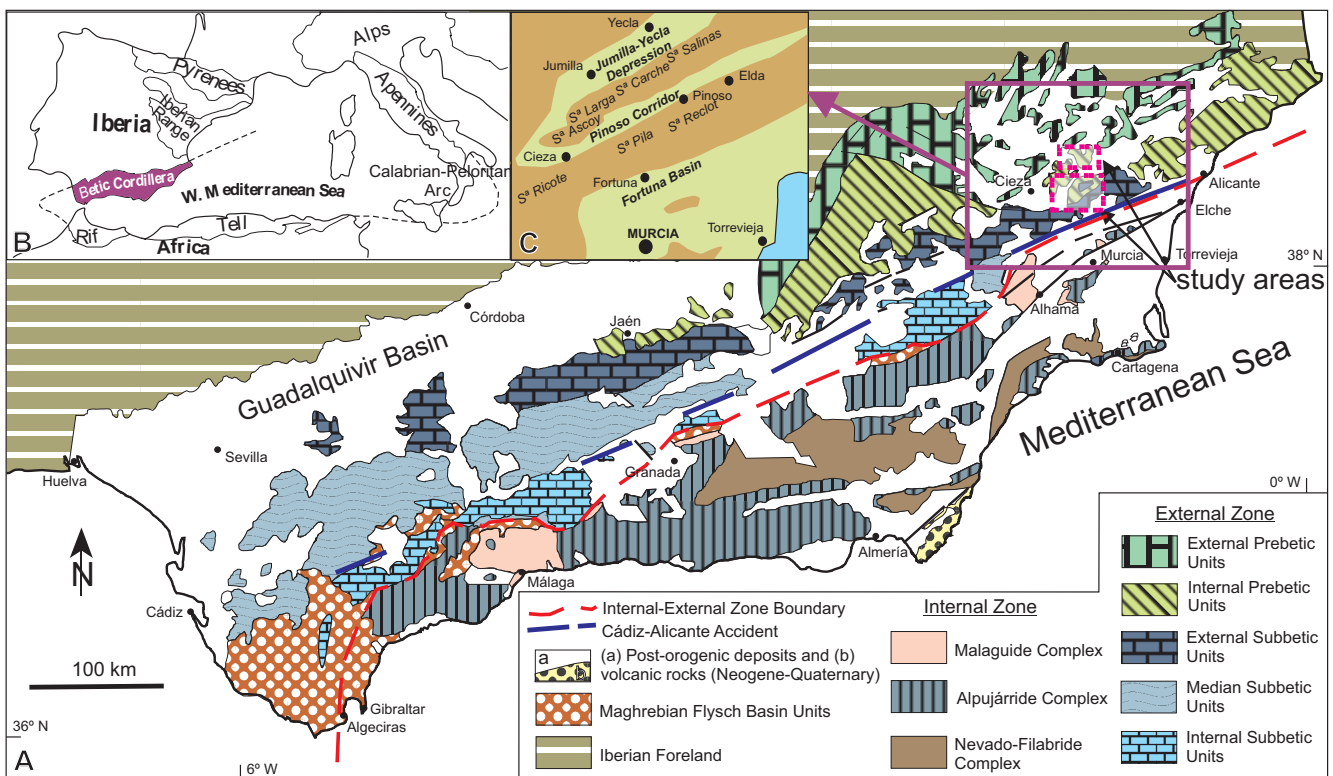 B
Alps
Pyrenees
Apennines
Iberian
Range
Iberia
Betic Cordillera
W. Mediterranean Sea
Calabrian-Peloritan
Arc
Rif
Tell
Africa
C
Yecla
Jumilla-Yecla
Depression
Jumilla
Sª Salinas
Sª Carche
Sª Larga
Elda
Pinoso
Sª Ascoy
Pinoso Corridor
Sª Reclot
Sª Pila
Cieza
Sª Ricote
Fortuna
Fortuna Basin
MURCIA
Torrevieja
Cieza
Alicante
Elche
Murcia
Torrevieja
38º N
study areas
Alhama
Cartagena
Córdoba
Jaén
Guadalquivir Basin
Mediterranean Sea
Sevilla
Huelva
Granada
0º W
Almería
Málaga
N
Cádiz
100 km
Gibraltar
Algeciras
36º N
6º W
A
Internal-External Zone Boundary
Cádiz-Alicante Accident
a
b
(a) Post-orogenic deposits and (b)
volcanic rocks (Neogene-Quaternary)
Maghrebian Flysch Basin Units
Iberian Foreland
Internal Zone
Malaguide Complex
Alpujárride Complex
Nevado-Filabride
Complex
External Zone
External Prebetic
Units
Internal Prebetic
Units
External Subbetic
Units
Median Subbetic
Units
Internal Subbetic
Units